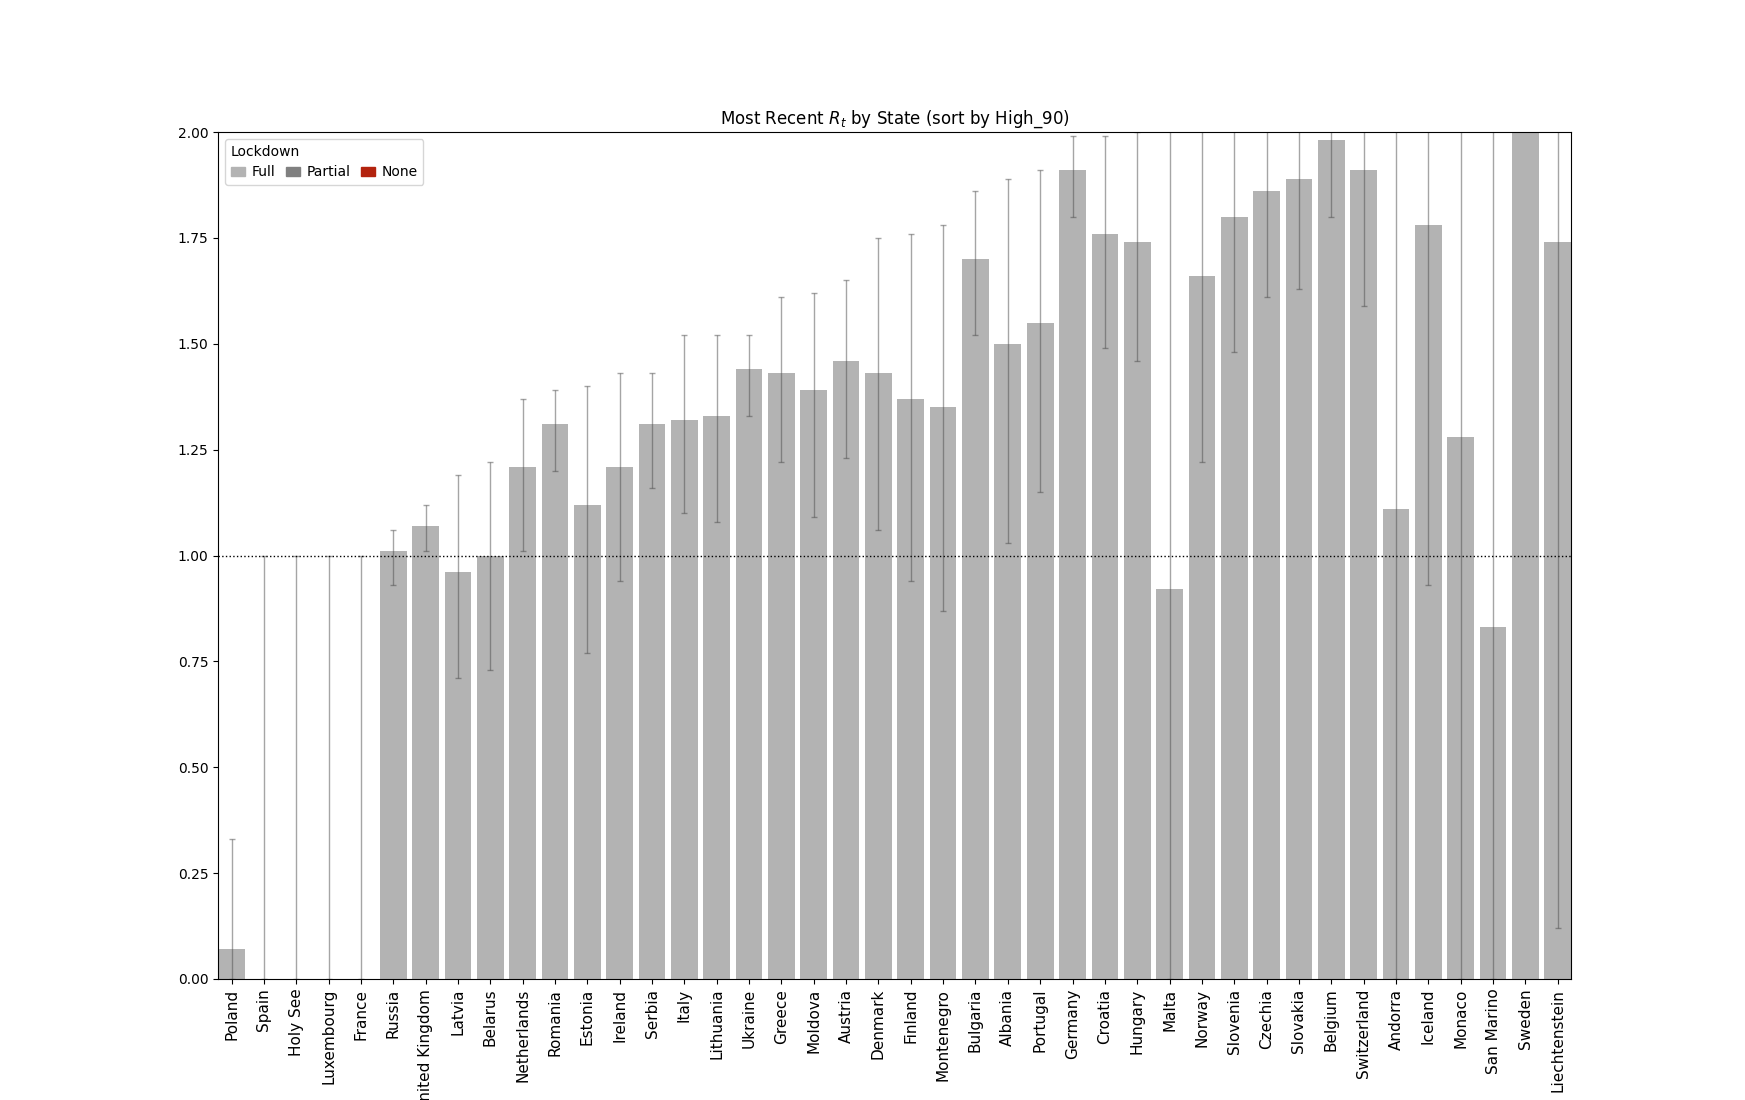 Most Recent R_t by State (sort by High_90)
Lockdown
Full Partial None
2.00
1.75
1.50
1.25
1.00
0.75
0.50
0.25
0.00
Poland
Spain
Holy See
Luxembourg
France
Russia
nited Kingdom
Latvia
Belarus
Netherlands
Romania
Estonia
Ireland
Serbia
Italy
Lithuania
Ukraine
Greece
Moldova
Austria
Denmark
Finland
Montenegro
Bulgaria
Albania
Portugal
Germany
Croatia
Hungary
Malta
Norway
Slovenia
Czechia
Slovakia
Belgium
Switzerland
Andorra
Iceland
Monaco
San Marino
Sweden
Liechtenstein